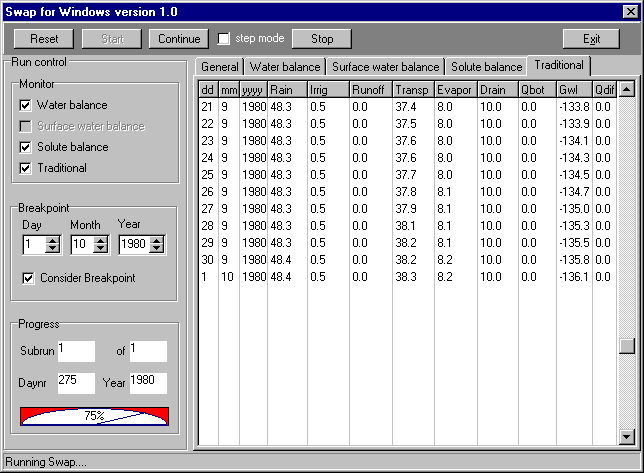 Swap for Windows version 1.0
Reset Start Continue step mode Stop Exit
Run control
Monitor
Water balance
Surface water balance
Solute balance
Traditional
Breakpoint
Day Month Year
1 10 1980
Consider Breakpoint
Progress
Subrun 1 of 1
Daynr 275 Year 1980
75%
General Water balance Surface water balance Solute balance Traditional
dd mm yyyy Rain Irrig Runoff Transp Evapor Drain Qbot Gwl Qdif
21 9 1980 48.3 0.5 0.0 37.4 8.0 10.0 0.0 -133.8 0.0
22 9 1980 48.3 0.5 0.0 37.5 8.0 10.0 0.0 -133.9 0.0
23 9 1980 48.3 0.5 0.0 37.6 8.0 10.0 0.0 -134.1 0.0
24 9 1980 48.3 0.5 0.0 37.6 8.0 10.0 0.0 -134.3 0.0
25 9 1980 48.3 0.5 0.0 37.7 8.0 10.0 0.0 -134.5 0.0
26 9 1980 48.3 0.5 0.0 37.8 8.1 10.0 0.0 -134.7 0.0
27 9 1980 48.3 0.5 0.0 37.9 8.1 10.0 0.0 -135.0 0.0
28 9 1980 48.3 0.5 0.0 38.1 8.1 10.0 0.0 -135.3 0.0
29 9 1980 48.3 0.5 0.0 38.2 8.1 10.0 0.0 -135.5 0.0
30 9 1980 48.4 0.5 0.0 38.2 8.2 10.0 0.0 -135.8 0.0
1 10 1980 48.4 0.5 0.0 38.3 8.2 10.0 0.0 -136.1 0.0
Running Swap....